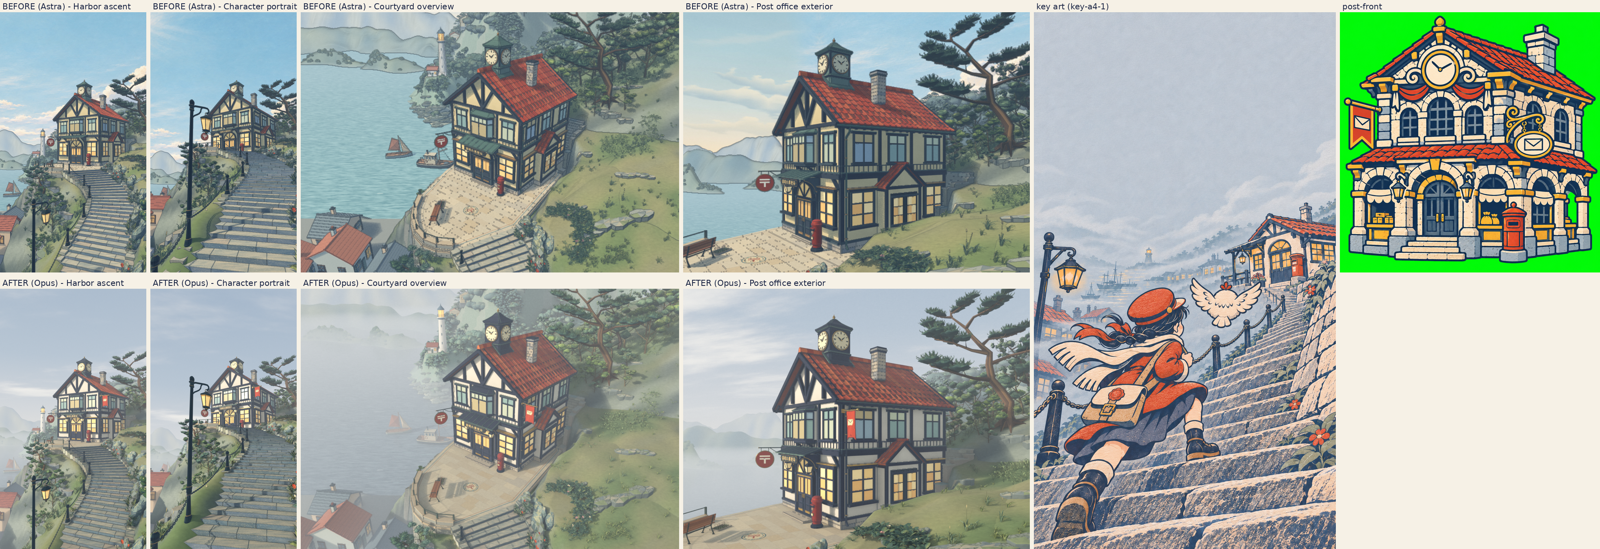 BEFORE (Astra) - Harbor ascent
BEFORE (Astra) - Character portrait
BEFORE (Astra) - Courtyard overview
BEFORE (Astra) - Post office exterior
key art (key-a4-1)
post-front
AFTER (Opus) - Harbor ascent
AFTER (Opus) - Character portrait
AFTER (Opus) - Courtyard overview
AFTER (Opus) - Post office exterior